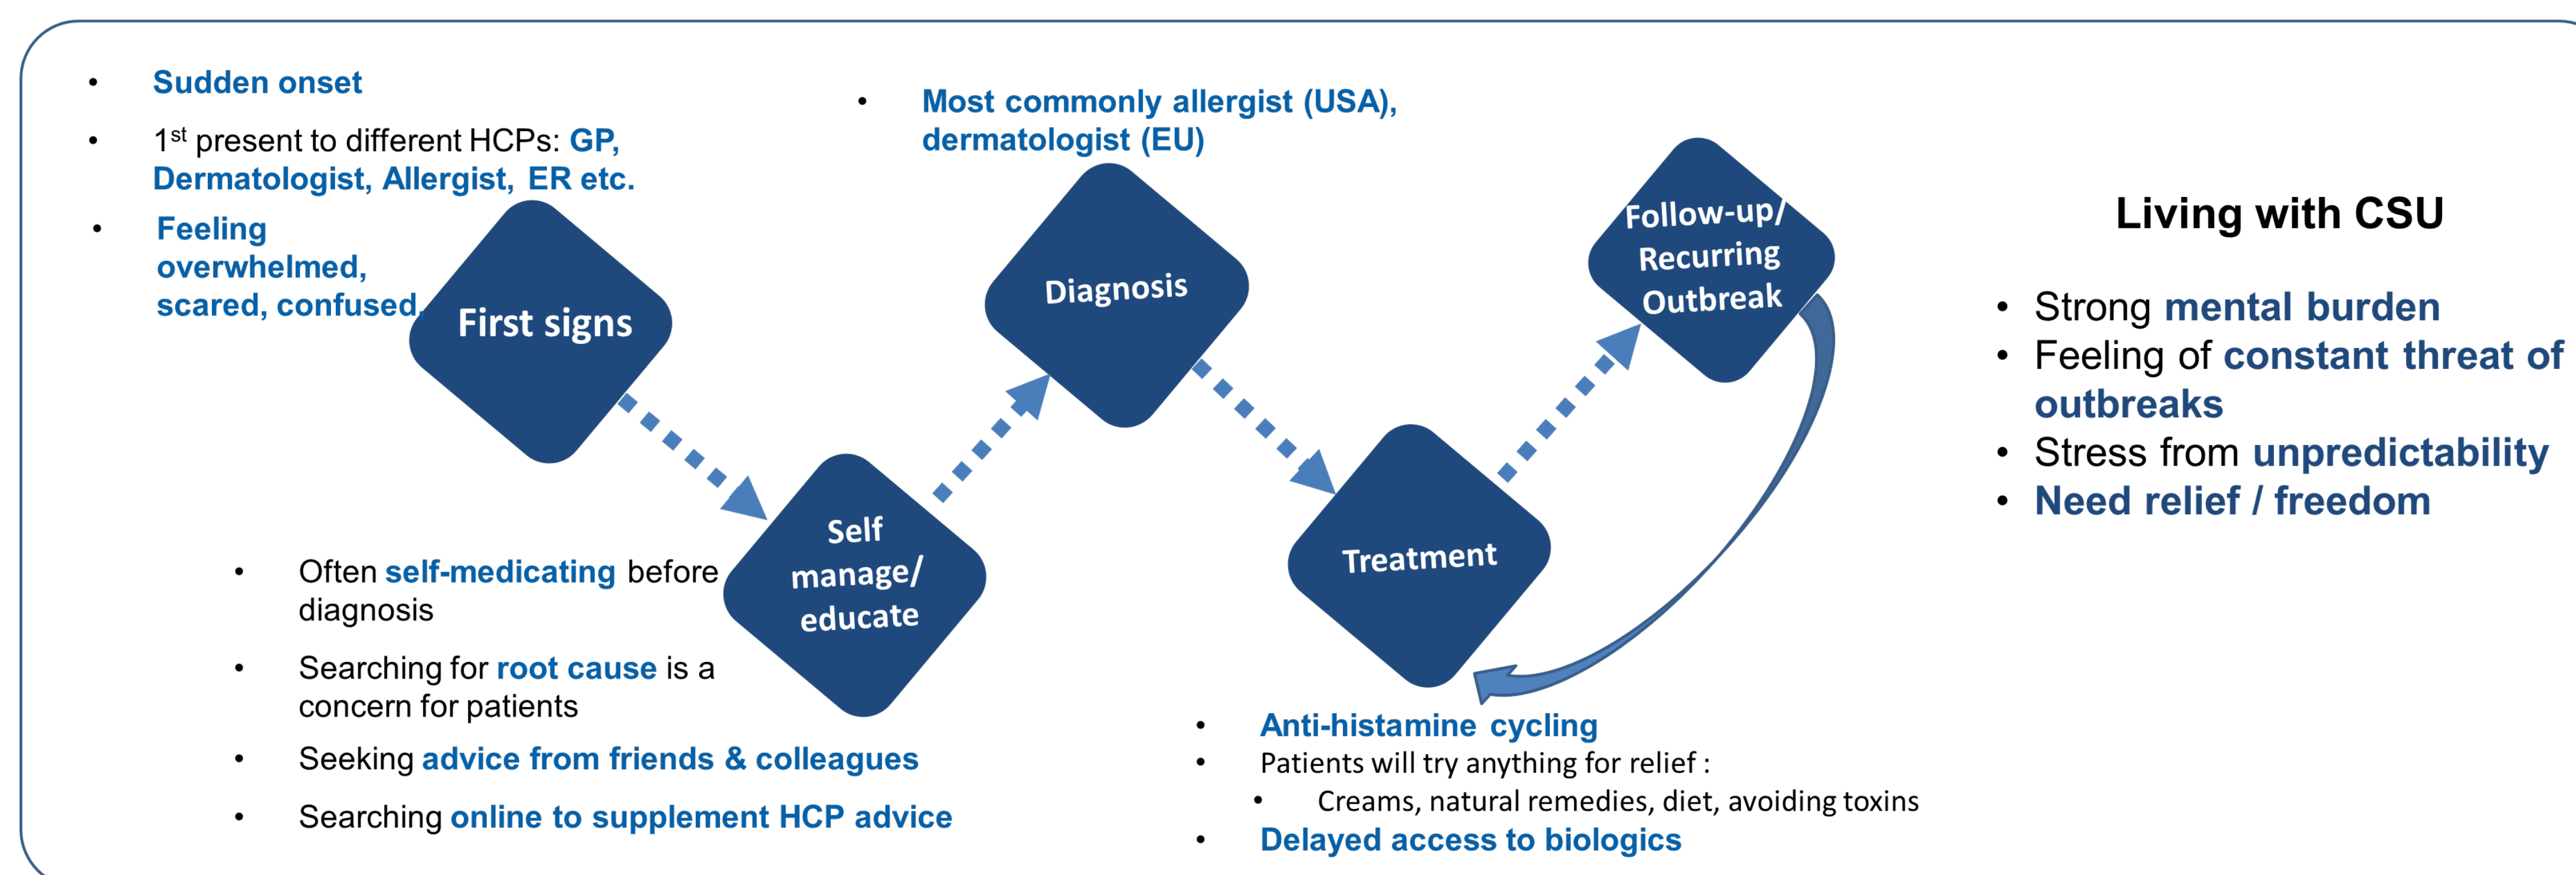 • Sudden onset
• 1st present to different HCPs: GP,
Dermatologist, Allergist, ER etc.
• Feeling
overwhelmed,
scared, confused,
First signs
• Often self-medicating before
diagnosis
• Searching for root cause is a
concern for patients
• Seeking advice from friends & colleagues
• Searching online to supplement HCP advice
Self
manage/
educate
• Most commonly allergist (USA),
dermatologist (EU)
Diagnosis
Treatment
• Anti-histamine cycling
• Patients will try anything for relief :
• Creams, natural remedies, diet, avoiding toxins
• Delayed access to biologics
Follow-up/
Recurring
Outbreak
Living with CSU
• Strong mental burden
• Feeling of constant threat of
outbreaks
• Stress from unpredictability
• Need relief / freedom